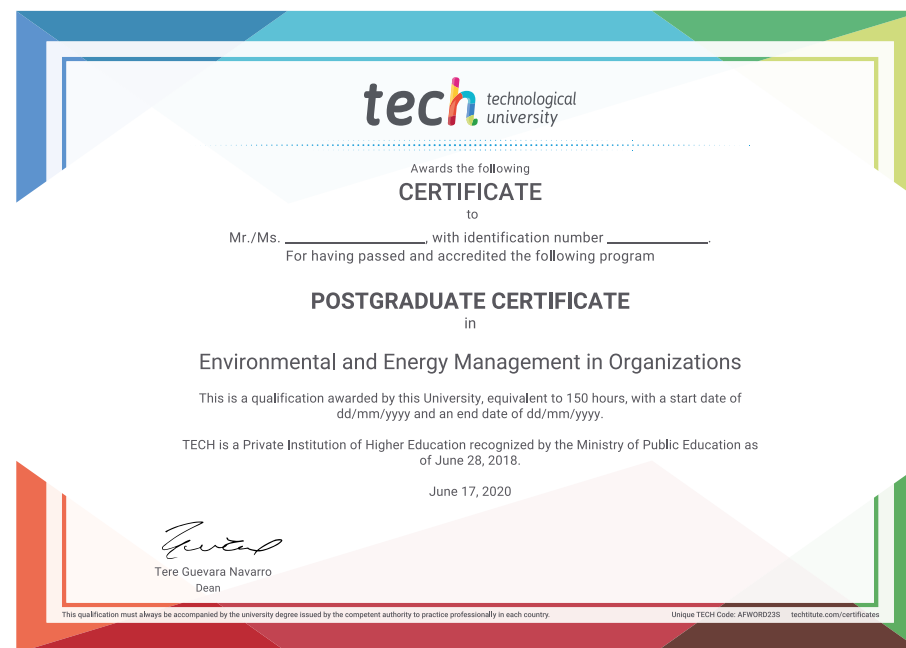 tech technological
university
Awards the following
CERTIFICATE
to
Mr./Ms. ____________________, with identification number ______________.
For having passed and accredited the following program
POSTGRADUATE CERTIFICATE
in
Environmental and Energy Management in Organizations
This is a qualification awarded by this University, equivalent to 150 hours, with a start date of
dd/mm/yyyy and an end date of dd/mm/yyyy.
TECH is a Private Institution of Higher Education recognized by the Ministry of Public Education as
of June 28, 2018.
June 17, 2020
Tere Guevara Navarro
Dean
This qualification must always be accompanied by the university degree issued by the competent authority to practice professionally in each country. Unique TECH Code: AFWORD23S techtitute.com/certificates